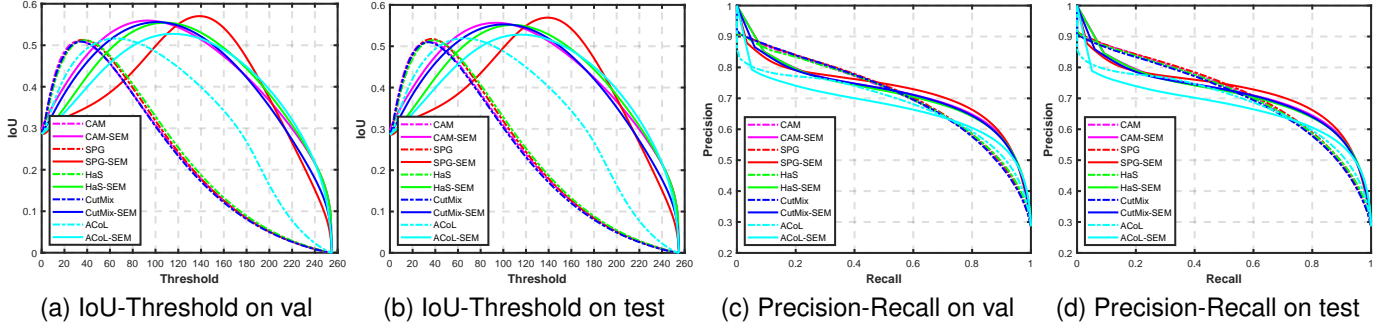 IoU
0.6
0.5
0.4
0.3
0.2
0.1
0
CAM
CAM-SEM
SPG
SPG-SEM
HaS
HaS-SEM
CutMix
CutMix-SEM
ACoL
ACoL-SEM
0 20 40 60 80 100 120 140 160 180 200 220 240 260
Threshold
(a) IoU-Threshold on val
IoU
0.6
0.5
0.4
0.3
0.2
0.1
0
CAM
CAM-SEM
SPG
SPG-SEM
HaS
HaS-SEM
CutMix
CutMix-SEM
ACoL
ACoL-SEM
0 20 40 60 80 100 120 140 160 180 200 220 240 260
Threshold
(b) IoU-Threshold on test
Precision
1
0.9
0.8
0.7
0.6
0.5
0.4
0.3
0.2
CAM
CAM-SEM
SPG
SPG-SEM
HaS
HaS-SEM
CutMix
CutMix-SEM
ACoL
ACoL-SEM
0 0.2 0.4 0.6 0.8 1
Recall
(c) Precision-Recall on val
Precision
1
0.9
0.8
0.7
0.6
0.5
0.4
0.3
0.2
CAM
CAM-SEM
SPG
SPG-SEM
HaS
HaS-SEM
CutMix
CutMix-SEM
ACoL
ACoL-SEM
0 0.2 0.4 0.6 0.8 1
Recall
(d) Precision-Recall on test